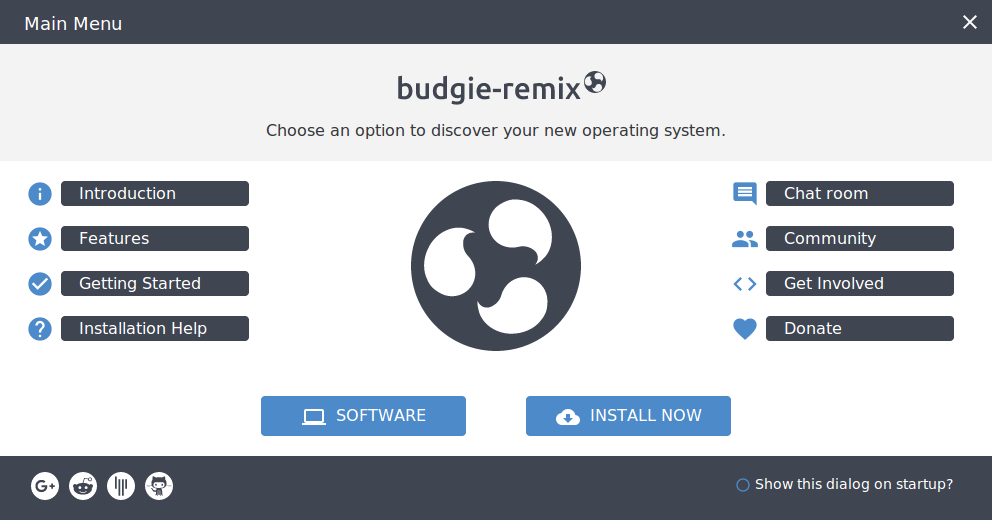 Main Menu
budgie-remix
Choose an option to discover your new operating system.
Introduction
Features
Getting Started
Installation Help
Chat room
Community
Get Involved
Donate
SOFTWARE
INSTALL NOW
G+
Show this dialog on startup?